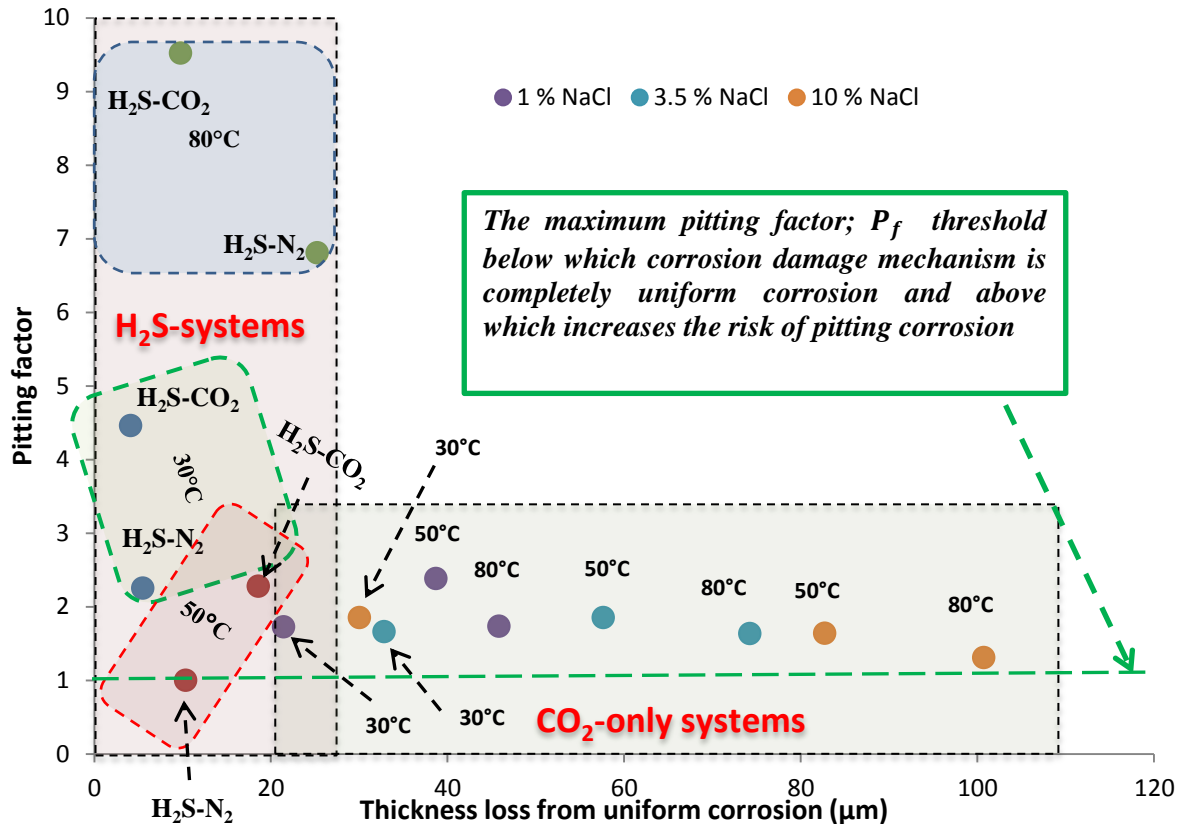 10
9
8
7
6
5
4
3
2
1
0
Pitting factor
H₂S-CO₂
80°C
H₂S-N₂
1 % NaCl
3.5 % NaCl
10 % NaCl
The maximum pitting factor; P_f threshold
below which corrosion damage mechanism is
completely uniform corrosion and above
which increases the risk of pitting corrosion
H₂S-systems
H₂S-CO₂
30°C
H₂S-N₂
H₂S-CO₂
50°C
30°C
50°C
80°C
50°C
80°C
50°C
80°C
30°C
30°C
CO₂-only systems
H₂S-N₂
0
20
40
60
80
100
120
Thickness loss from uniform corrosion (µm)